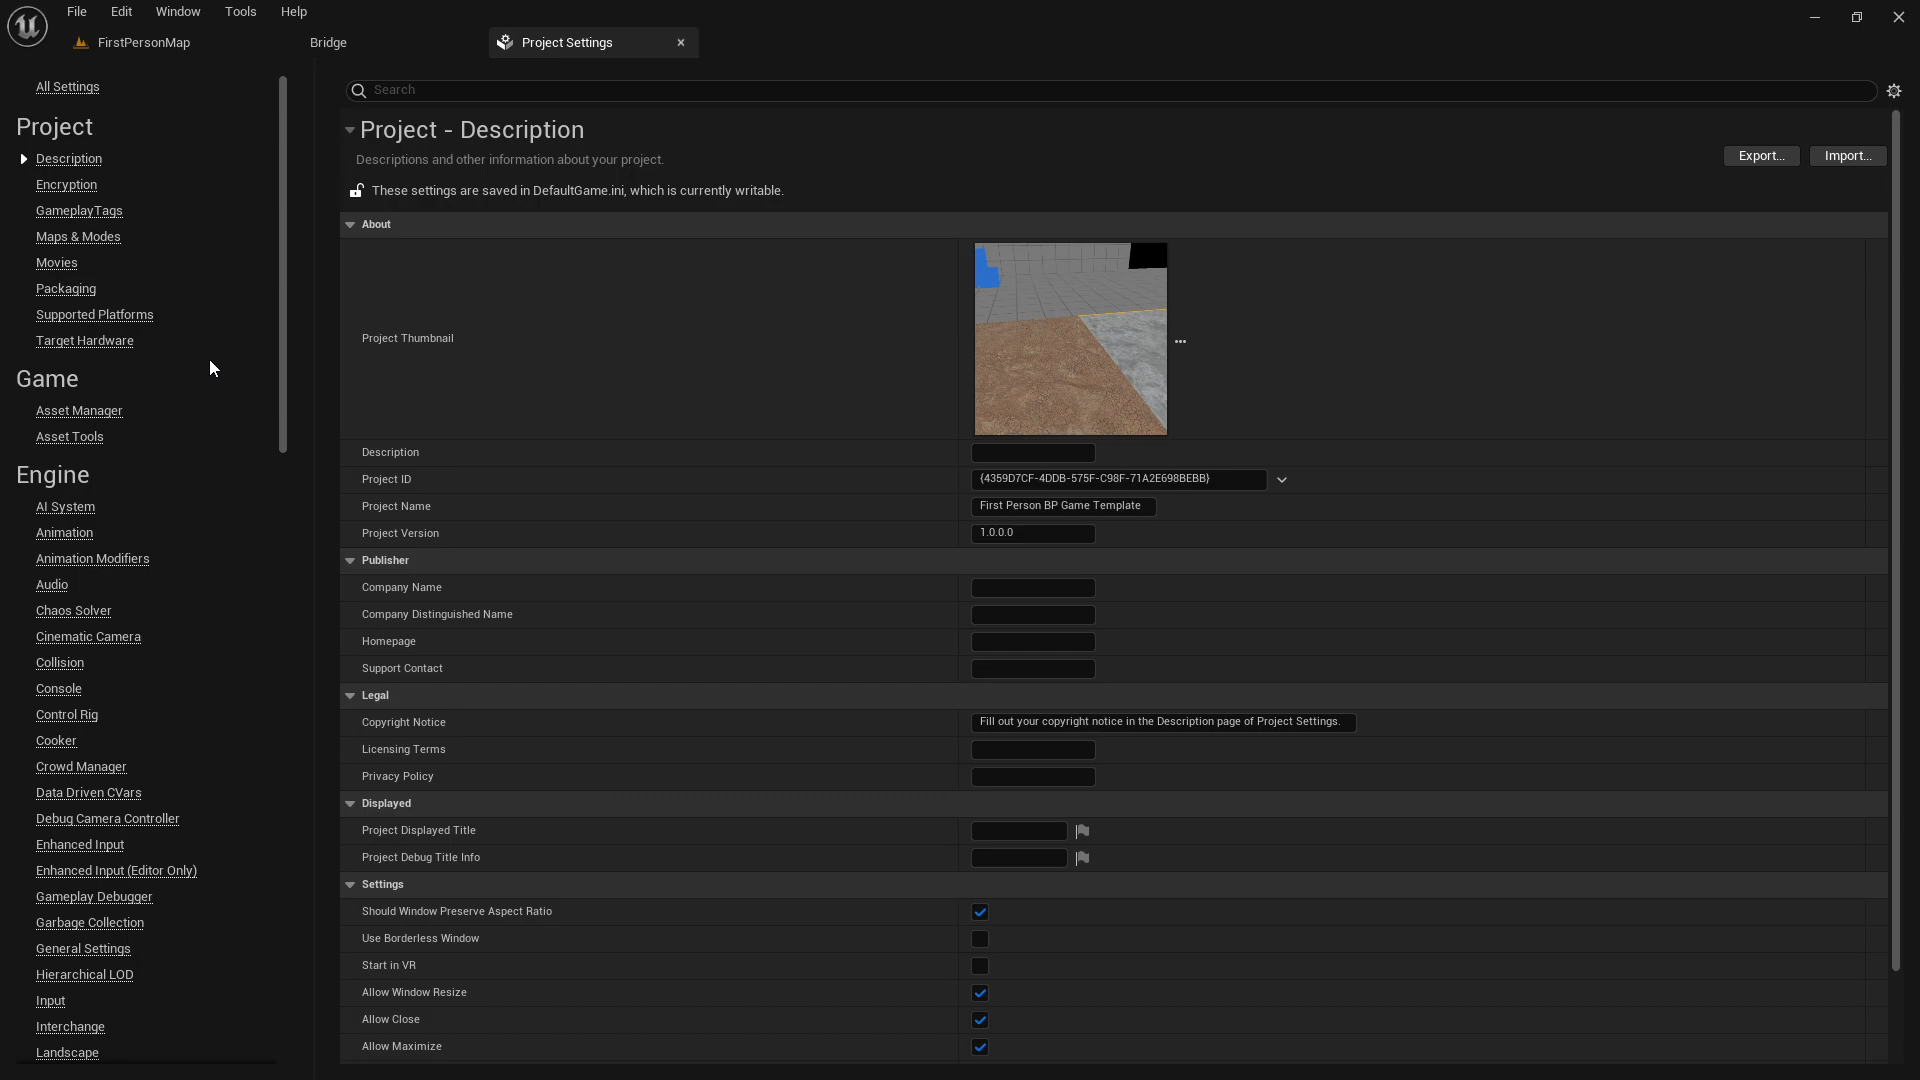 File Edit Window Tools Help
FirstPersonMap Bridge Project Settings
All Settings
Project
Description
Encryption
GameplayTags
Maps & Modes
Movies
Packaging
Supported Platforms
Target Hardware
Game
Asset Manager
Asset Tools
Engine
AI System
Animation
Animation Modifiers
Audio
Chaos Solver
Cinematic Camera
Collision
Console
Control Rig
Cooker
Crowd Manager
Data Driven CVars
Debug Camera Controller
Enhanced Input
Enhanced Input (Editor Only)
Gameplay Debugger
Garbage Collection
General Settings
Hierarchical LOD
Input
Interchange
Landscape
Search
Project - Description
Descriptions and other information about your project.
Export... Import...
These settings are saved in DefaultGame.ini, which is currently writable.
About
Project Thumbnail
Description
Project ID {4359D7CF-4DDB-575F-C98F-71A2E698BEBB}
Project Name First Person BP Game Template
Project Version 1.0.0.0
Publisher
Company Name
Company Distinguished Name
Homepage
Support Contact
Legal
Copyright Notice Fill out your copyright notice in the Description page of Project Settings.
Licensing Terms
Privacy Policy
Displayed
Project Displayed Title
Project Debug Title Info
Settings
Should Window Preserve Aspect Ratio
Use Borderless Window
Start in VR
Allow Window Resize
Allow Close
Allow Maximize